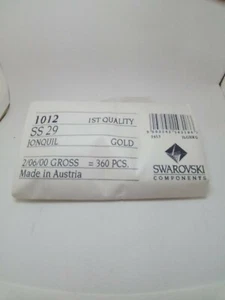 1012 1ST QUALITY
SS 29
JONQUIL GOLD
2/06/00 GROSS = 360 PCS.
Made in Austria
SWAROVSKI
COMPONENTS